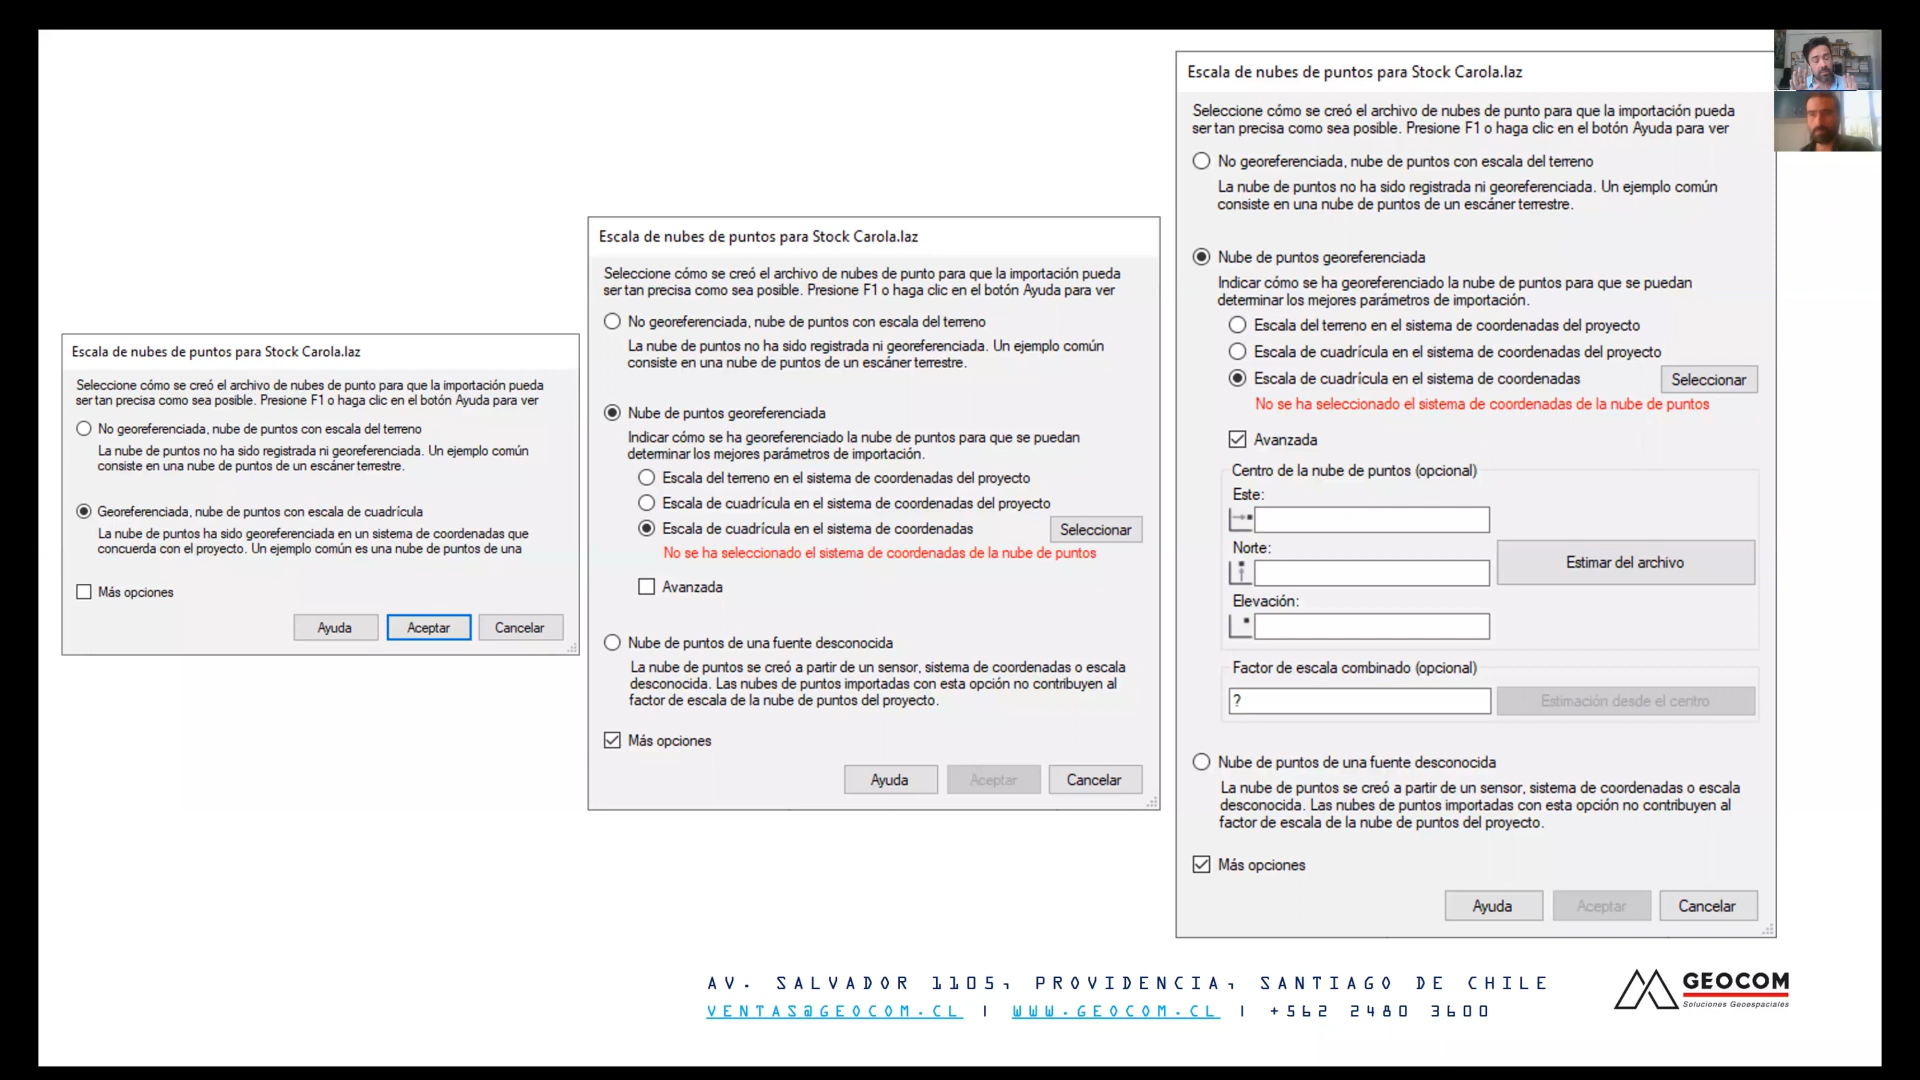 Escala de nubes de puntos para Stock Carola.laz
Seleccione cómo se creó el archivo de nubes de punto para que la importación pueda
ser tan precisa como sea posible. Presione F1 o haga clic en el botón Ayuda para ver
No georeferenciada, nube de puntos con escala del terreno
La nube de puntos no ha sido registrada ni georeferenciada. Un ejemplo común
consiste en una nube de puntos de un escáner terrestre.
Georeferenciada, nube de puntos con escala de cuadrícula
La nube de puntos ha sido georeferenciada en un sistema de coordenadas que
concuerda con el proyecto. Un ejemplo común es una nube de puntos de una
Más opciones
Ayuda
Aceptar
Cancelar
Escala de nubes de puntos para Stock Carola.laz
Seleccione cómo se creó el archivo de nubes de punto para que la importación pueda
ser tan precisa como sea posible. Presione F1 o haga clic en el botón Ayuda para ver
No georeferenciada, nube de puntos con escala del terreno
La nube de puntos no ha sido registrada ni georeferenciada. Un ejemplo común
consiste en una nube de puntos de un escáner terrestre.
Nube de puntos georeferenciada
Indicar cómo se ha georeferenciado la nube de puntos para que se puedan
determinar los mejores parámetros de importación.
Escala del terreno en el sistema de coordenadas del proyecto
Escala de cuadrícula en el sistema de coordenadas del proyecto
Escala de cuadrícula en el sistema de coordenadas
Seleccionar
No se ha seleccionado el sistema de coordenadas de la nube de puntos
Avanzada
Nube de puntos de una fuente desconocida
La nube de puntos se creó a partir de un sensor, sistema de coordenadas o escala
desconocida. Las nubes de puntos importadas con esta opción no contribuyen al
factor de escala de la nube de puntos del proyecto.
Más opciones
Ayuda
Aceptar
Cancelar
Escala de nubes de puntos para Stock Carola.laz
Seleccione cómo se creó el archivo de nubes de punto para que la importación pueda
ser tan precisa como sea posible. Presione F1 o haga clic en el botón Ayuda para ver
No georeferenciada, nube de puntos con escala del terreno
La nube de puntos no ha sido registrada ni georeferenciada. Un ejemplo común
consiste en una nube de puntos de un escáner terrestre.
Nube de puntos georeferenciada
Indicar cómo se ha georeferenciado la nube de puntos para que se puedan
determinar los mejores parámetros de importación.
Escala del terreno en el sistema de coordenadas del proyecto
Escala de cuadrícula en el sistema de coordenadas del proyecto
Escala de cuadrícula en el sistema de coordenadas
Seleccionar
No se ha seleccionado el sistema de coordenadas de la nube de puntos
Avanzada
Centro de la nube de puntos (opcional)
Este:
Norte:
Estimar del archivo
Elevación:
Factor de escala combinado (opcional)
?
Estimación desde el centro
Nube de puntos de una fuente desconocida
La nube de puntos se creó a partir de un sensor, sistema de coordenadas o escala
desconocida. Las nubes de puntos importadas con esta opción no contribuyen al
factor de escala de la nube de puntos del proyecto.
Más opciones
Ayuda
Aceptar
Cancelar
AV. SALVADOR 1105, PROVIDENCIA, SANTIAGO DE CHILE
VENTAS@GEOCOM.CL | WWW.GEOCOM.CL | +562 2480 3600
GEOCOM
Soluciones Geoespaciales